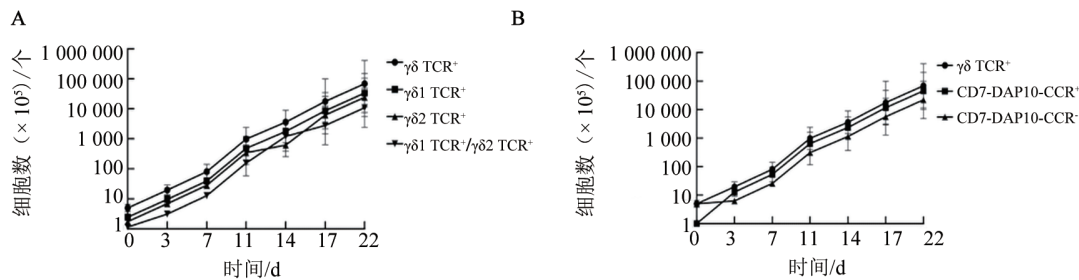 A
细胞数（× 10⁵）/个
1 000 000
100 000
10 000
1 000
100
10
1
0 3 7 11 14 17 22
时间/d
γδ TCR⁺
γδ1 TCR⁺
γδ2 TCR⁺
γδ1 TCR⁺/γδ2 TCR⁺
B
细胞数（× 10⁵）/个
1 000 000
100 000
10 000
1 000
100
10
1
0 3 7 11 14 17 22
时间/d
γδ TCR⁺
CD7-DAP10-CCR⁺
CD7-DAP10-CCR⁻